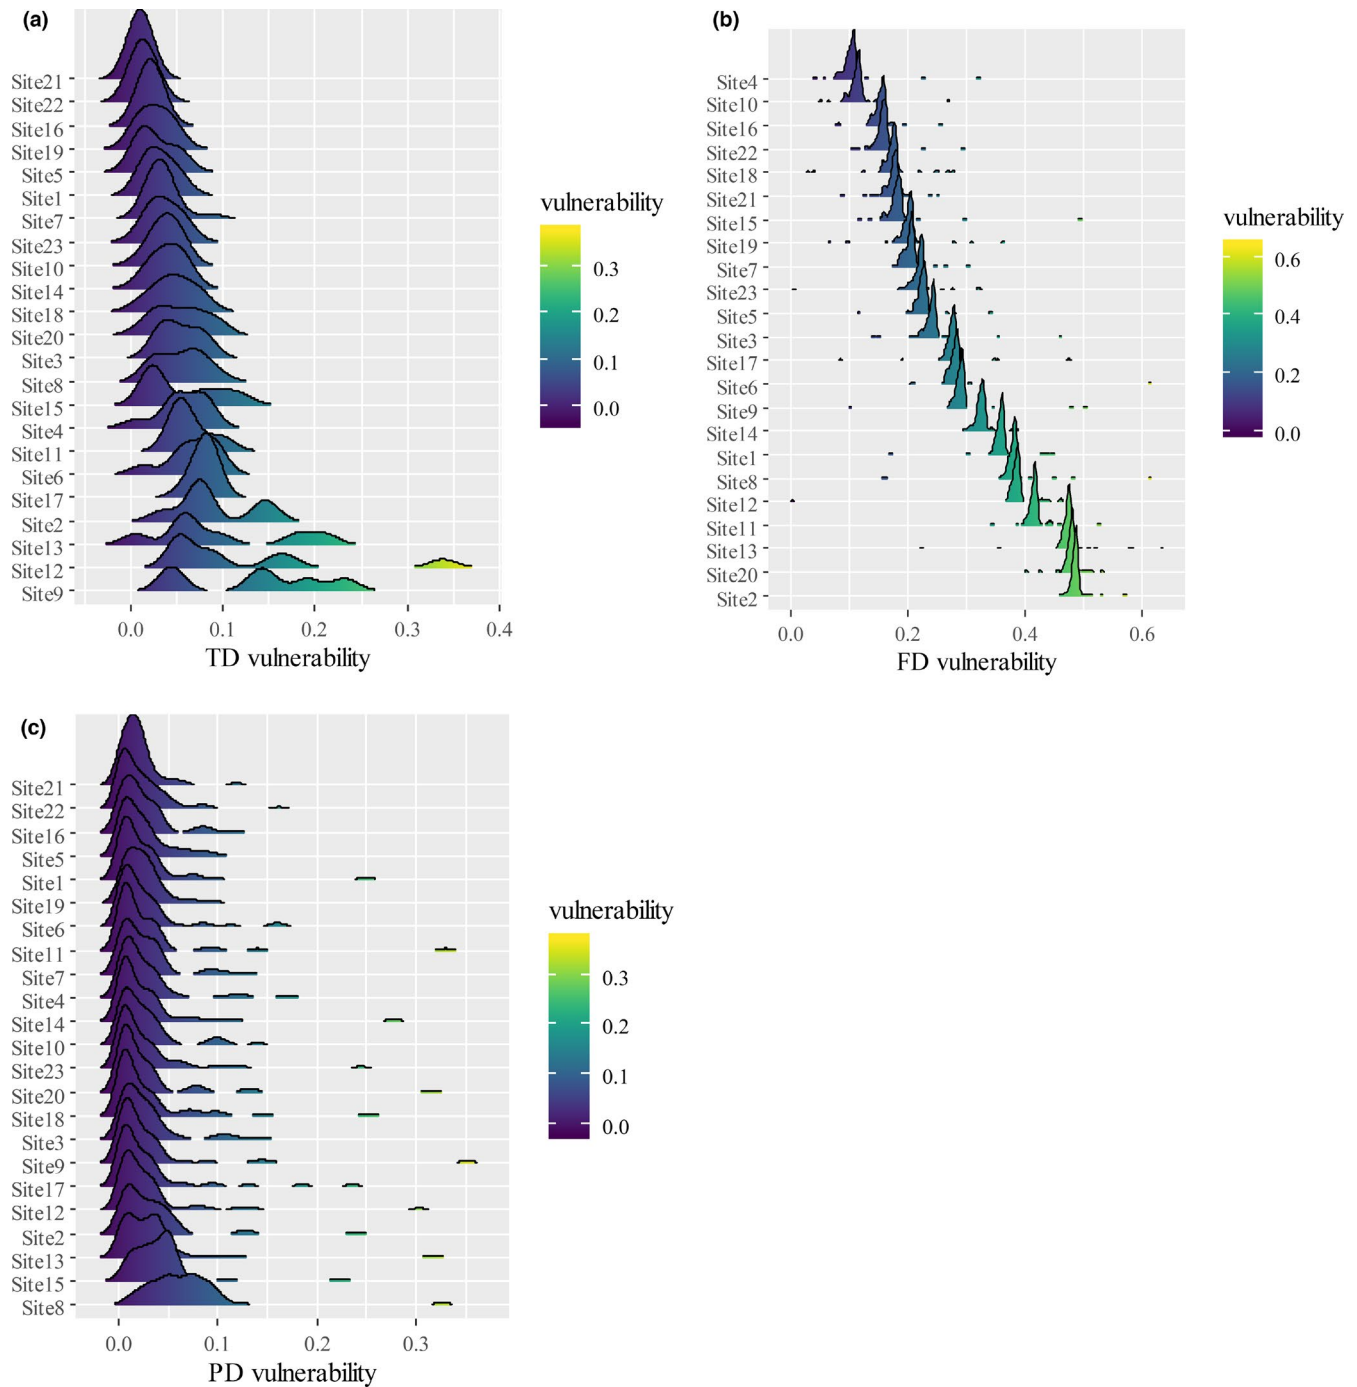 (a)
Site21
Site22
Site16
Site19
Site5
Site1
Site7
Site23
Site10
Site14
Site18
Site20
Site3
Site8
Site15
Site4
Site11
Site6
Site17
Site2
Site13
Site12
Site9
0.0 0.1 0.2 0.3 0.4
TD vulnerability
vulnerability
0.3
0.2
0.1
0.0
(b)
Site4
Site10
Site16
Site22
Site18
Site21
Site15
Site19
Site7
Site23
Site5
Site3
Site17
Site6
Site9
Site14
Site1
Site8
Site12
Site11
Site13
Site20
Site2
0.0 0.2 0.4 0.6
FD vulnerability
vulnerability
0.6
0.4
0.2
0.0
(c)
Site21
Site22
Site16
Site5
Site1
Site19
Site6
Site11
Site7
Site4
Site14
Site10
Site23
Site20
Site18
Site3
Site9
Site17
Site12
Site2
Site13
Site15
Site8
0.0 0.1 0.2 0.3
PD vulnerability
vulnerability
0.3
0.2
0.1
0.0